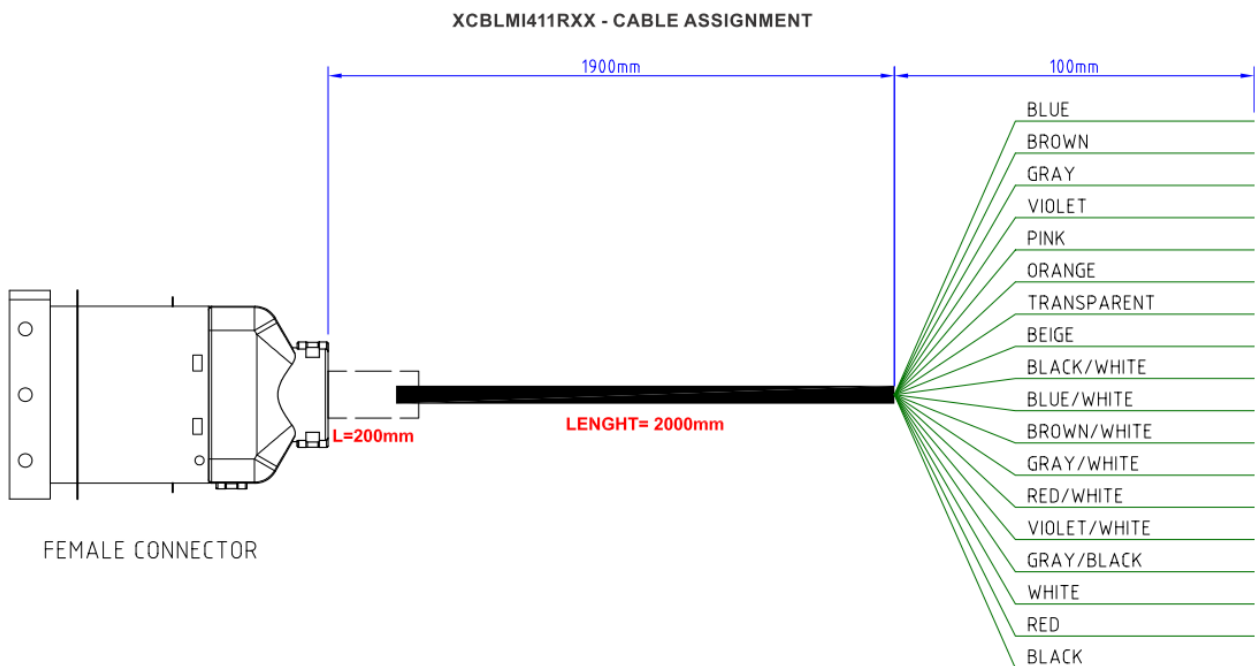 XCBLMI411RXX - CABLE ASSIGNMENT
1900mm
100mm
BLUE
BROWN
GRAY
VIOLET
PINK
ORANGE
TRANSPARENT
BEIGE
BLACK/WHITE
BLUE/WHITE
BROWN/WHITE
GRAY/WHITE
RED/WHITE
VIOLET/WHITE
GRAY/BLACK
WHITE
RED
BLACK
L=200mm
LENGHT= 2000mm
FEMALE CONNECTOR